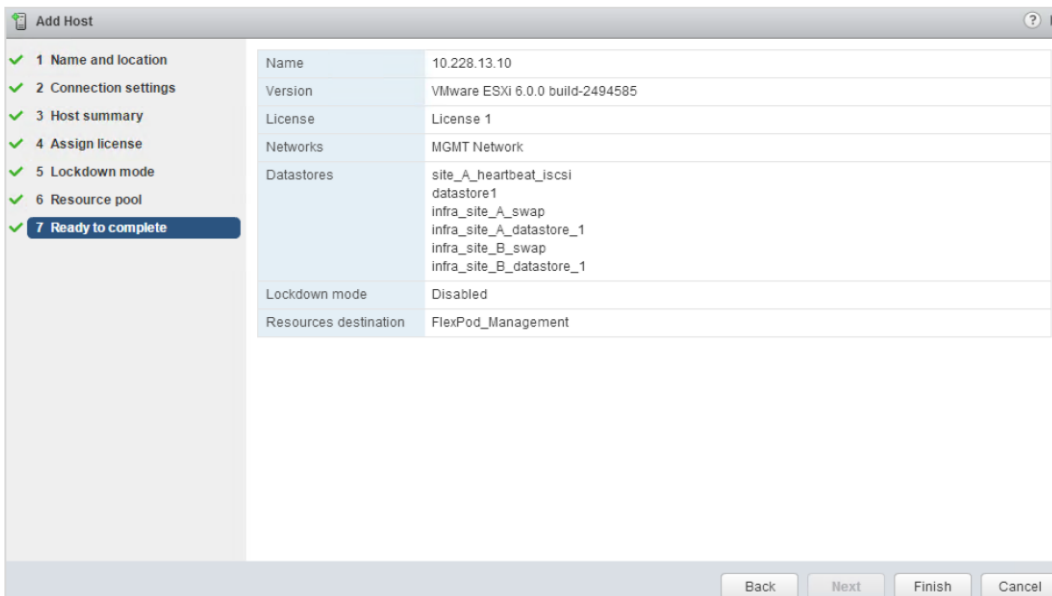 Add Host
?
1 Name and location
2 Connection settings
3 Host summary
4 Assign license
5 Lockdown mode
6 Resource pool
7 Ready to complete
Name 10.228.13.10
Version VMware ESXi 6.0.0 build-2494585
License License 1
Networks MGMT Network
Datastores site_A_heartbeat_iscsi
datastore1
infra_site_A_swap
infra_site_A_datastore_1
infra_site_B_swap
infra_site_B_datastore_1
Lockdown mode Disabled
Resources destination FlexPod_Management
Back Next Finish Cancel